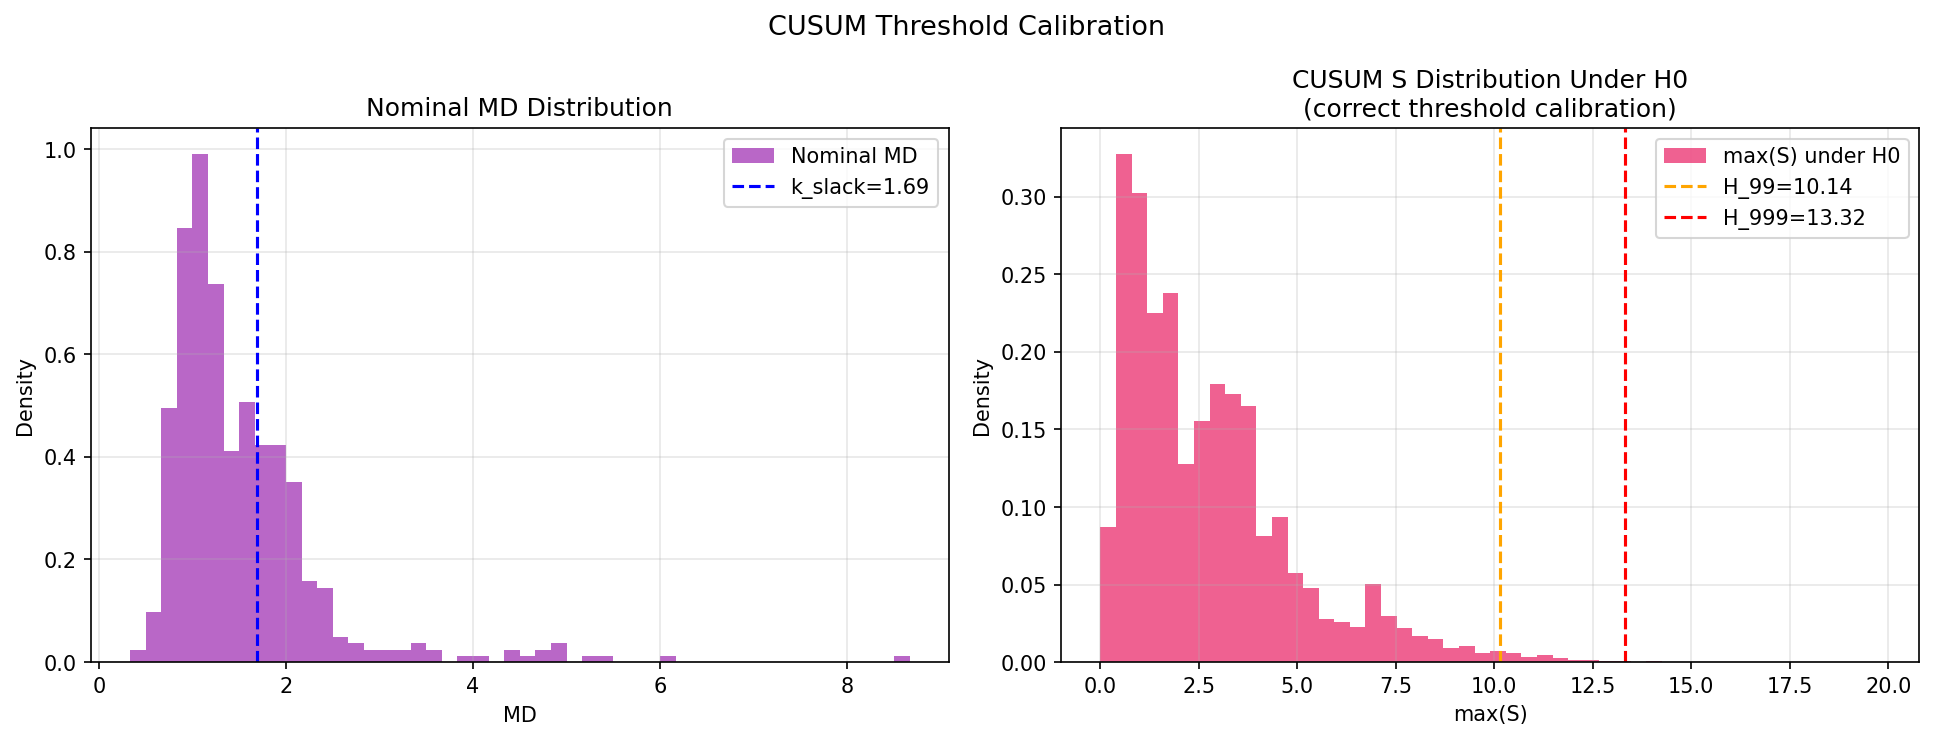 CUSUM Threshold Calibration
Nominal MD Distribution
Nominal MD
k_slack=1.69
Density
1.0
0.8
0.6
0.4
0.2
0.0
0
2
4
6
8
MD
CUSUM S Distribution Under H0
(correct threshold calibration)
max(S) under H0
H_99=10.14
H_999=13.32
Density
0.30
0.25
0.20
0.15
0.10
0.05
0.00
0.0
2.5
5.0
7.5
10.0
12.5
15.0
17.5
20.0
max(S)